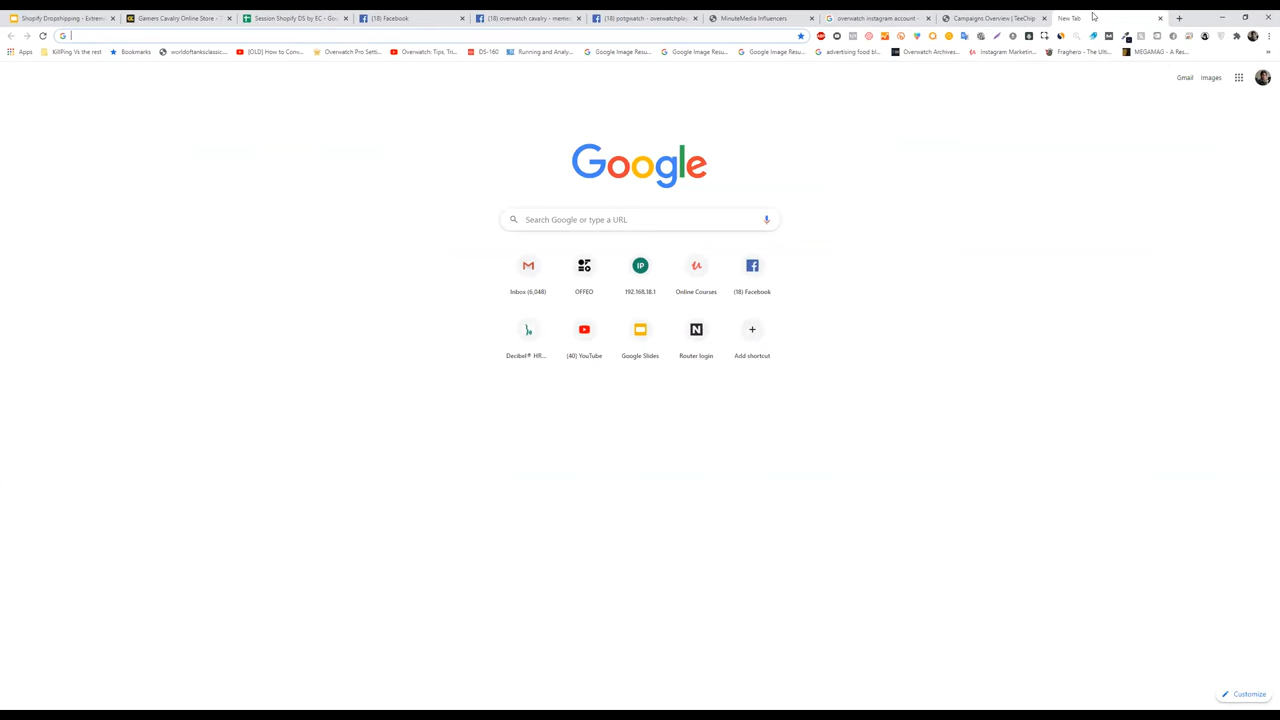 Shopify Dropshipping - Extrem
Gamers Cavalry Online Store -
Session Shopify DS by EC - Go
(18) Facebook
(18) overwatch cavalry - meme
(18) potgwatch - overwatchpla
MinuteMedia Influencers
overwatch instagram account -
Campaigns Overview | TeeChip
New Tab
Apps
KillPing Vs the rest
Bookmarks
worldoftanksclassic...
[OLD] How to Conver...
Overwatch Pro Setti...
Overwatch: Tips, Tri...
DS-160
Running and Analy...
Google Image Resu...
Google Image Resu...
Google Image Resu...
advertising food bl...
Overwatch Archives...
Instagram Marketin...
Fraghero - The Ulti...
MEGAMAG - A Res...
Gmail
Images
Google
Search Google or type a URL
Inbox (6,048)
OFFEO
IP
192.168.18.1
Online Courses
(18) Facebook
Decibel® HR...
(40) YouTube
Google Slides
N
Router login
Add shortcut
Customize